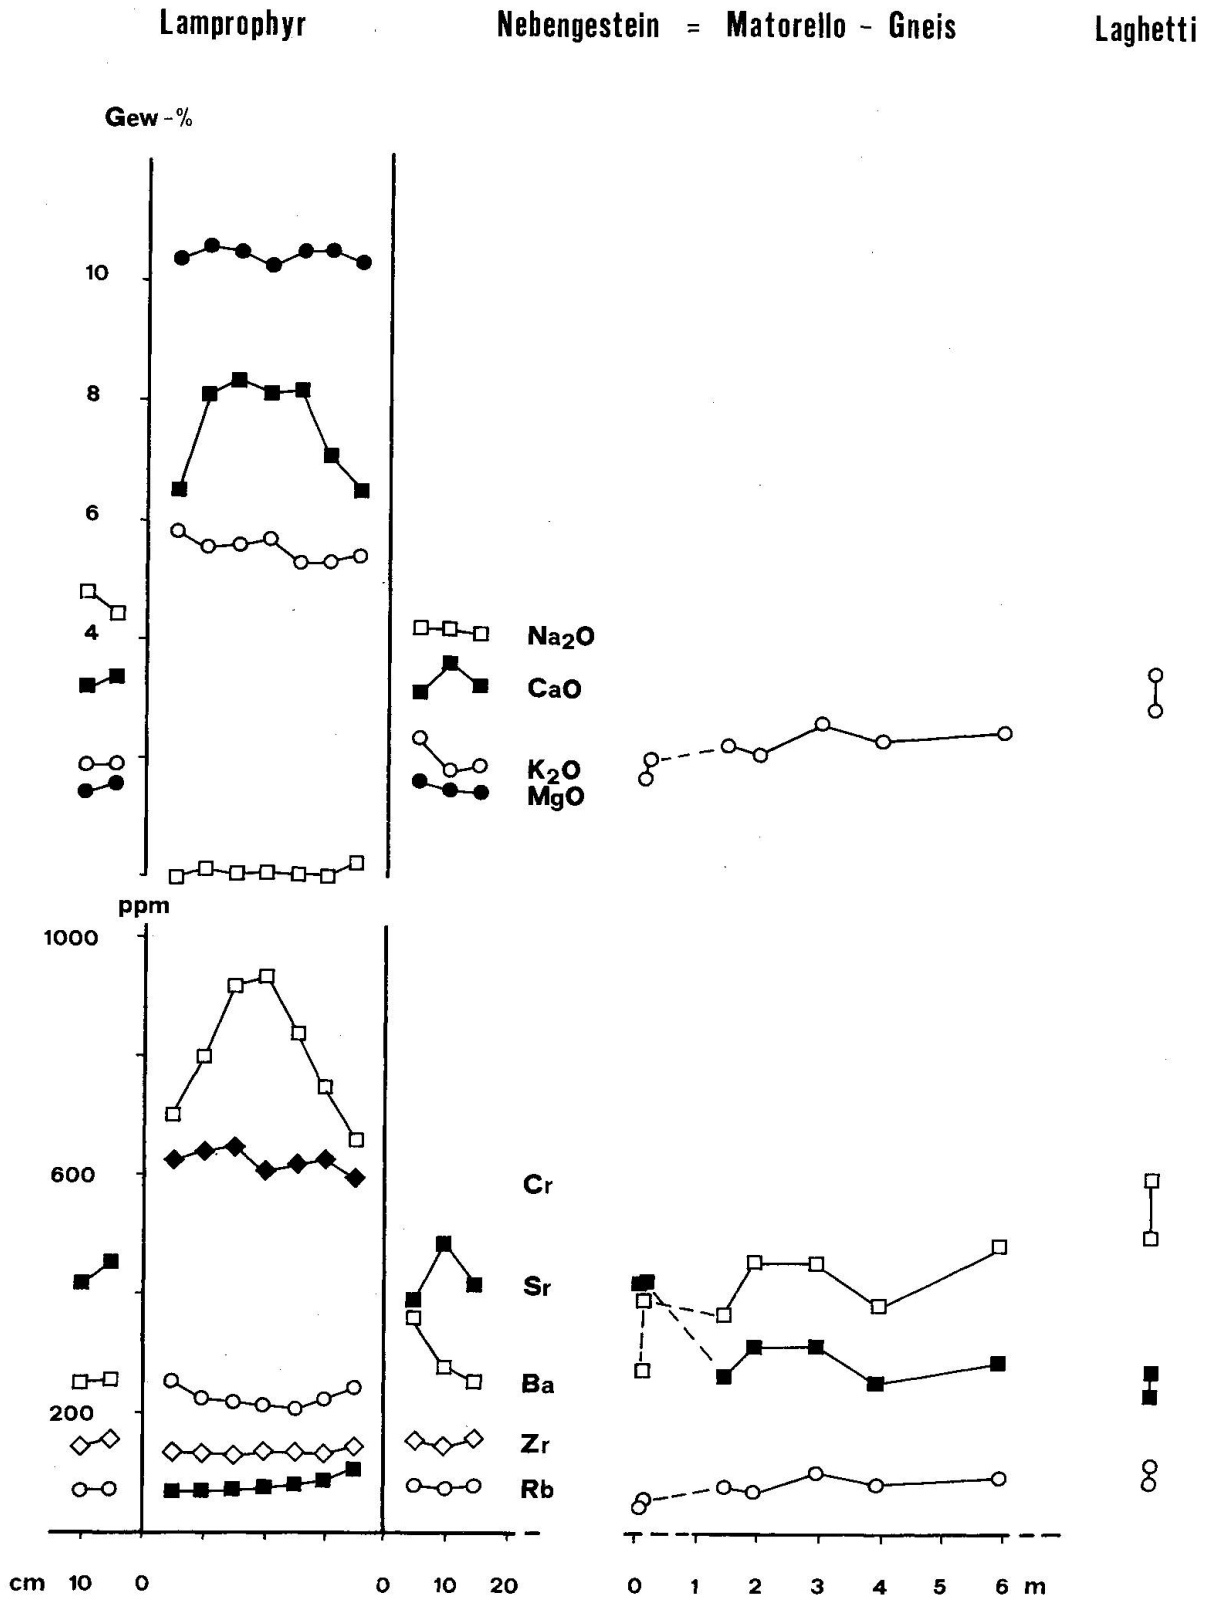 Lamprophyr Nebengestein = Matorello - Gneis Laghetti
Gew-%
10
8
6
4
Na2O
CaO
K2O
MgO
ppm
1000
600
200
Cr
Sr
Ba
Zr
Rb
cm 10 0 0 10 20 0 1 2 3 4 5 6 m